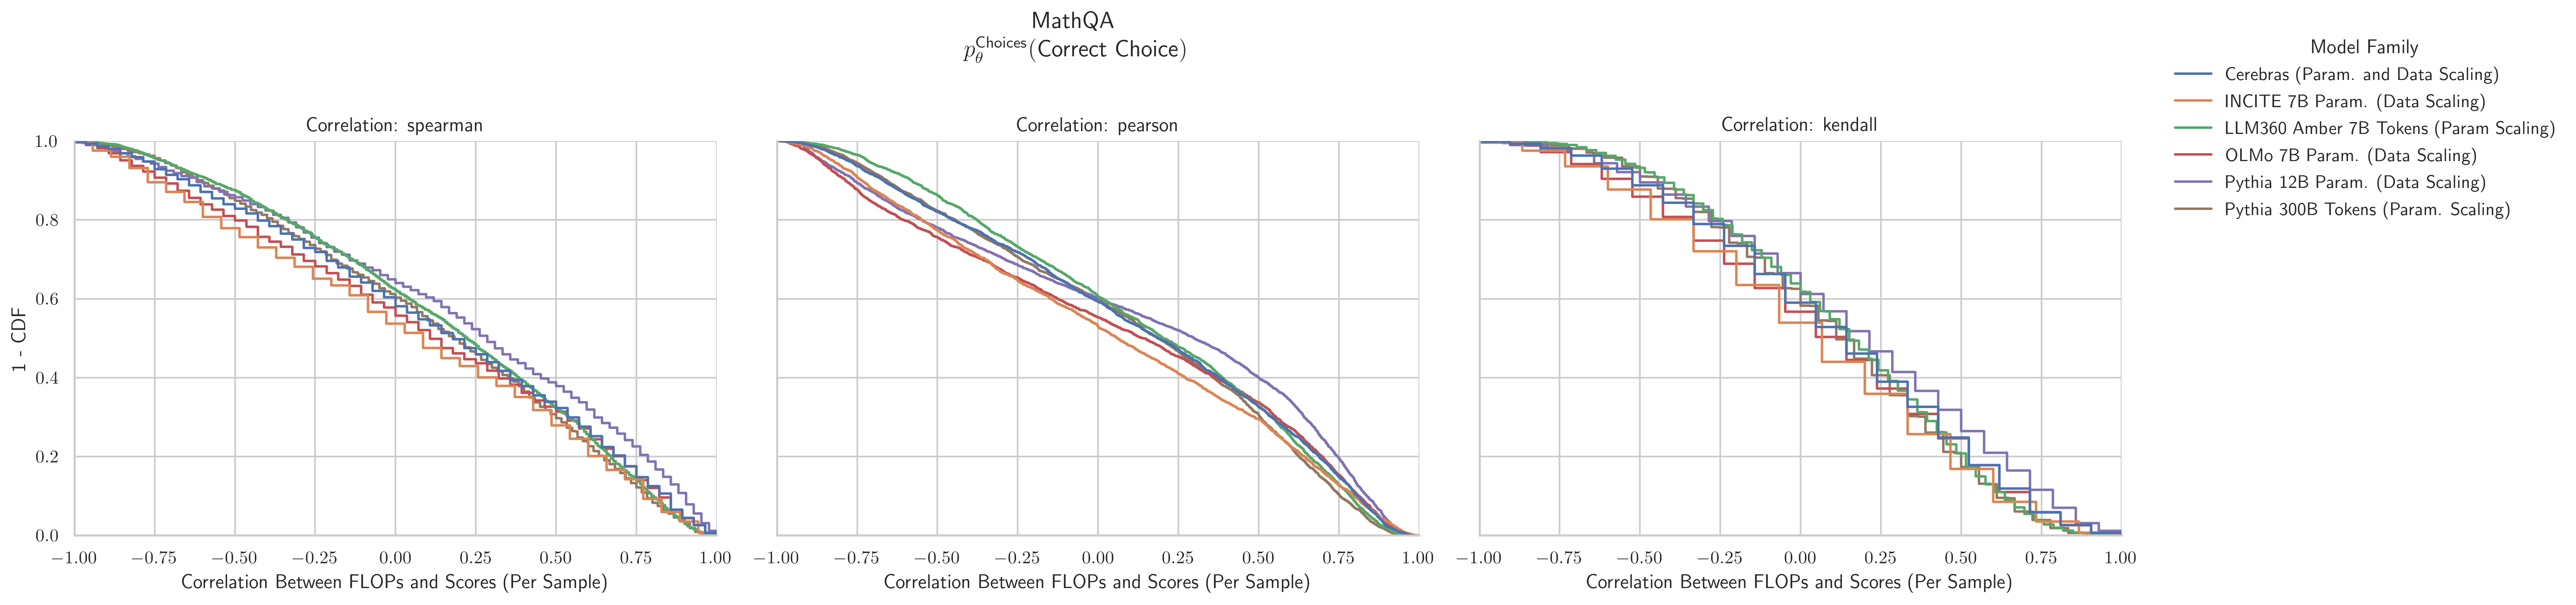 MathQA
p_θ^Choices(Correct Choice)
Model Family
Cerebras (Param. and Data Scaling)
INCITE 7B Param. (Data Scaling)
LLM360 Amber 7B Tokens (Param Scaling)
OLMo 7B Param. (Data Scaling)
Pythia 12B Param. (Data Scaling)
Pythia 300B Tokens (Param. Scaling)
Correlation: spearman
Correlation: pearson
Correlation: kendall
1 - CDF
1.0
0.8
0.6
0.4
0.2
0.0
−1.00 −0.75 −0.50 −0.25 0.00 0.25 0.50 0.75 1.00
−1.00 −0.75 −0.50 −0.25 0.00 0.25 0.50 0.75 1.00
−1.00 −0.75 −0.50 −0.25 0.00 0.25 0.50 0.75 1.00
Correlation Between FLOPs and Scores (Per Sample)
Correlation Between FLOPs and Scores (Per Sample)
Correlation Between FLOPs and Scores (Per Sample)